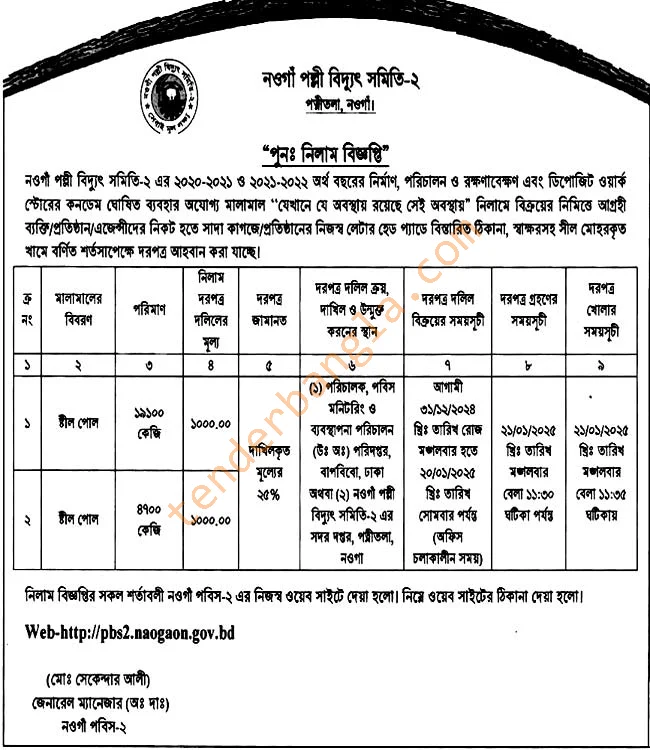 নওগাঁ পল্লী বিদ্যুৎ সমিতি-২
পত্নীতলা, নওগাঁ।
নওগাঁ পল্লী বিদ্যুৎ সমিতি-২
সেবাই মূল লক্ষ্য
“পুনঃ নিলাম বিজ্ঞপ্তি”
নওগাঁ পল্লী বিদ্যুৎ সমিতি-২ এর ২০২০-২০২১ ও ২০২১-২০২২ অর্থ বছরের নির্মাণ, পরিচালন ও রক্ষণাবেক্ষণ এবং ডিপোজিট ওয়ার্ক
স্টোরের কনডেম ঘোষিত ব্যবহার অযোগ্য মালামাল “যেখানে যে অবস্থায় রয়েছে সেই অবস্থায়” নিলামে বিক্রয়ের নিমিত্তে আগ্রহী
ব্যক্তি/প্রতিষ্ঠান/এজেন্সীদের নিকট হতে সাদা কাগজে/প্রতিষ্ঠানের নিজস্ব লেটার হেড প্যাডে বিস্তারিত ঠিকানা, স্বাক্ষরসহ সীল মোহরকৃত
খামে বর্ণিত শর্তসাপেক্ষে দরপত্র আহবান করা যাচ্ছে।
ক্র নং
মালামালের বিবরণ
পরিমাণ
নিলাম দরপত্র দলিলের মূল্য
দরপত্র জামানত
দরপত্র দলিল ক্রয়, দাখিল ও উন্মুক্ত করনের স্থান
দরপত্র দলিল বিক্রয়ের সময়সূচী
দরপত্র গ্রহণের সময়সূচী
দরপত্র খোলার সময়সূচী
১ ২ ৩ ৪ ৫ ৬ ৭ ৮ ৯
১
ষ্টীল পোল
১৯১০০
কেজি
১০০০.০০
দাখিলকৃত
মূল্যের
২৫%
(১) পরিচালক, পবিস
মনিটরিং ও
ব্যবস্থাপনা পরিচালন
(উঃ অঃ) পরিদপ্তর,
বাপবিবো, ঢাকা
অথবা (২) নওগাঁ পল্লী
বিদ্যুৎ সমিতি-২ এর
সদর দপ্তর, পত্নীতলা,
নওগা
আগামী
৩১/১২/২০২৪
খ্রিঃ তারিখ রোজ
মঙ্গলবার হতে
২০/০১/২০২৫
খ্রিঃ তারিখ
সোমবার পর্যন্ত
(অফিস
চলাকালীন সময়)
২১/০১/২০২৫
খ্রিঃ তারিখ
মঙ্গলবার
বেলা ১১:৩০
ঘটিকা পর্যন্ত
২১/০১/২০২৫
খ্রিঃ তারিখ
মঙ্গলবার
বেলা ১১:৩৫
ঘটিকায়
২
ষ্টীল পোল
৪৭০০
কেজি
১০০০.০০
নিলাম বিজ্ঞপ্তির সকল শর্তাবলী নওগাঁ পবিস-২ এর নিজস্ব ওয়েব সাইটে দেয়া হলো। নিম্নে ওয়েব সাইটের ঠিকানা দেয়া হলো।
Web-http://pbs2.naogaon.gov.bd
(মোঃ সেকেন্দার আলী)
জেনারেল ম্যানেজার (অঃ দাঃ)
নওগাঁ পবিস-২
tenderbangla.com